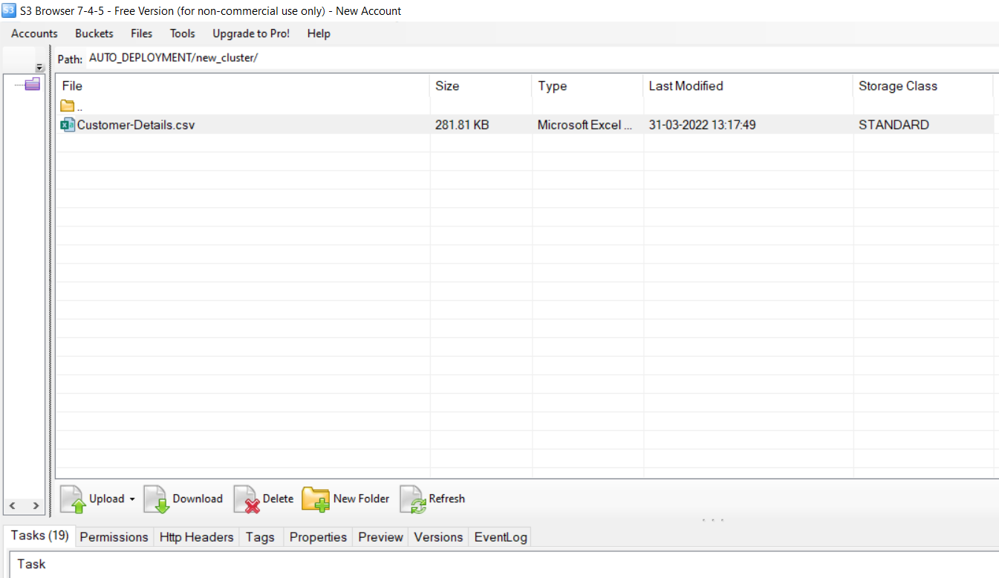 S3 S3 Browser 7-4-5 - Free Version (for non-commercial use only) - New Account
Accounts Buckets Files Tools Upgrade to Pro! Help
Path: AUTO_DEPLOYMENT/new_cluster/
File Size Type Last Modified Storage Class
..
Customer-Details.csv 281.81 KB Microsoft Excel ... 31-03-2022 13:17:49 STANDARD
Upload Download Delete New Folder Refresh
Tasks (19) Permissions Http Headers Tags Properties Preview Versions EventLog
Task